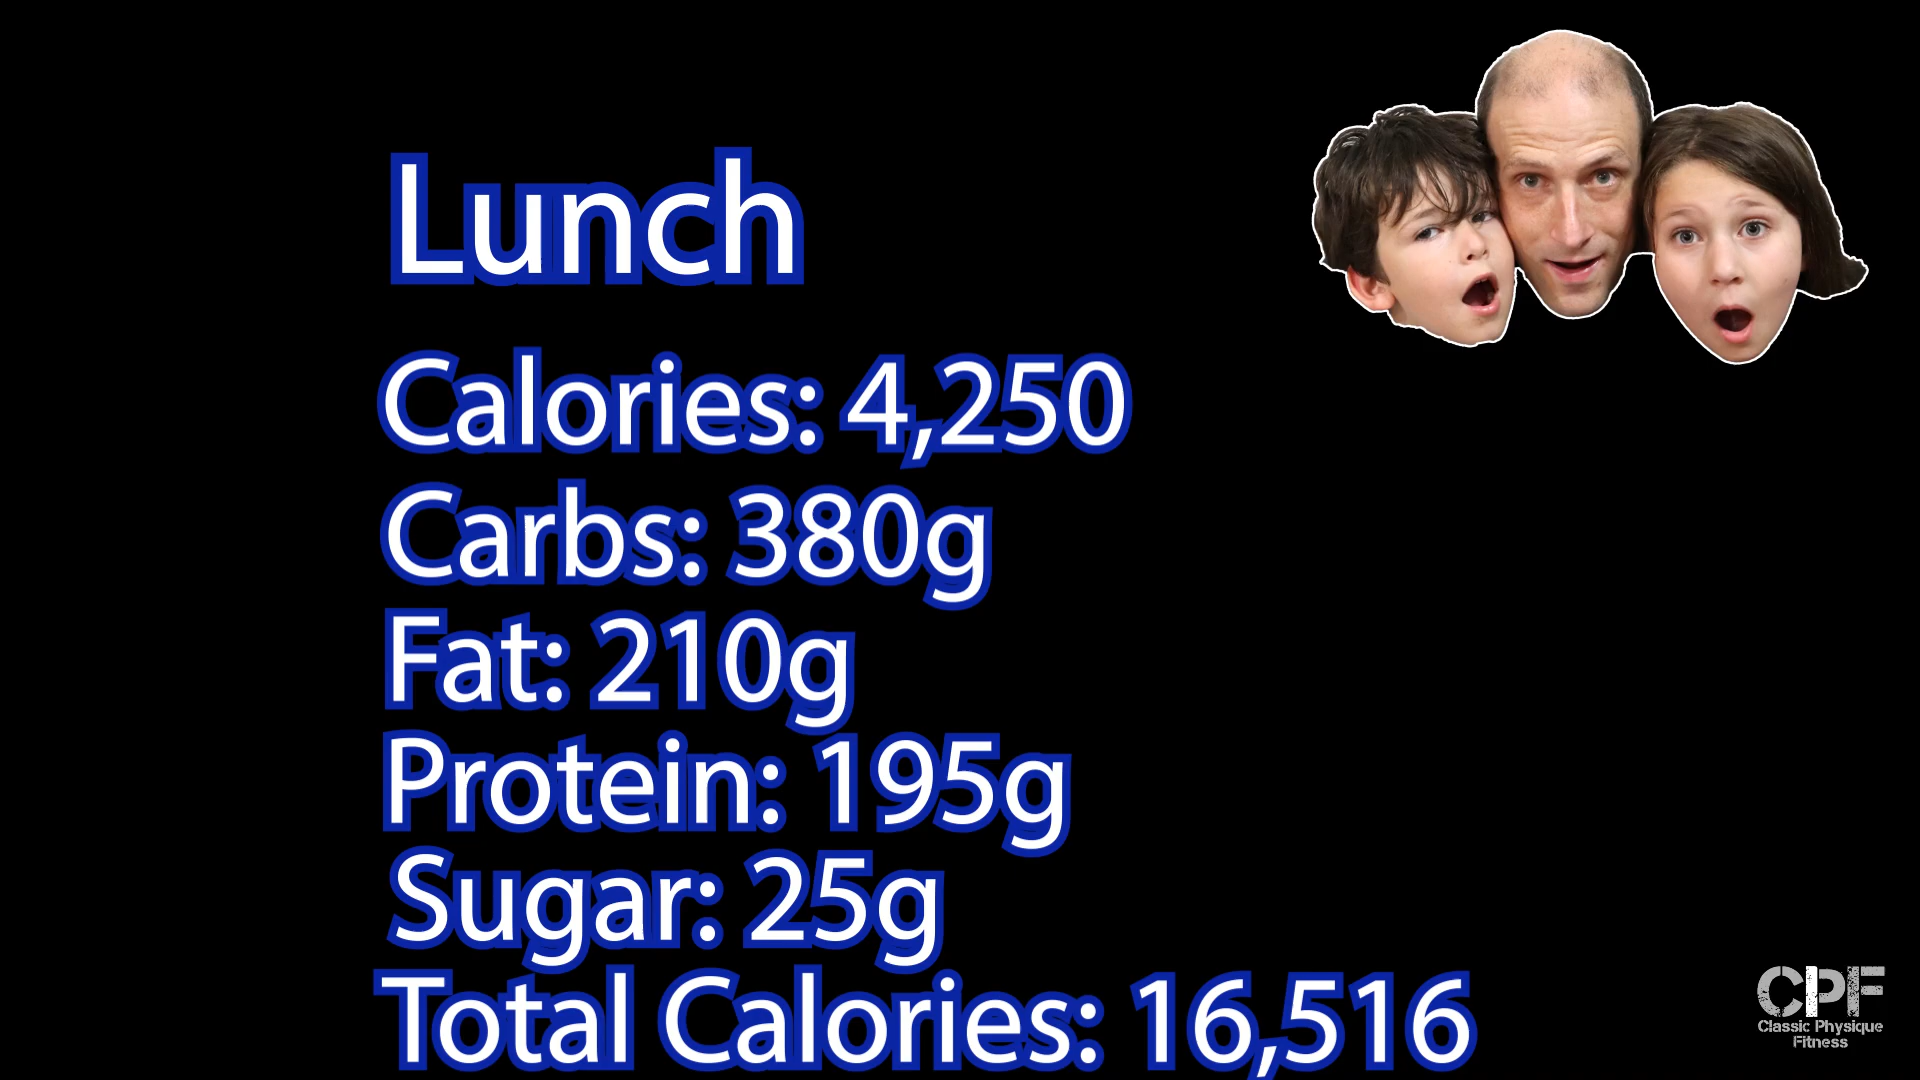 Lunch
Calories: 4,250
Carbs: 380g
Fat: 210g
Protein: 195g
Sugar: 25g
Total Calories: 16,516
CPF
Classic Physique
Fitness